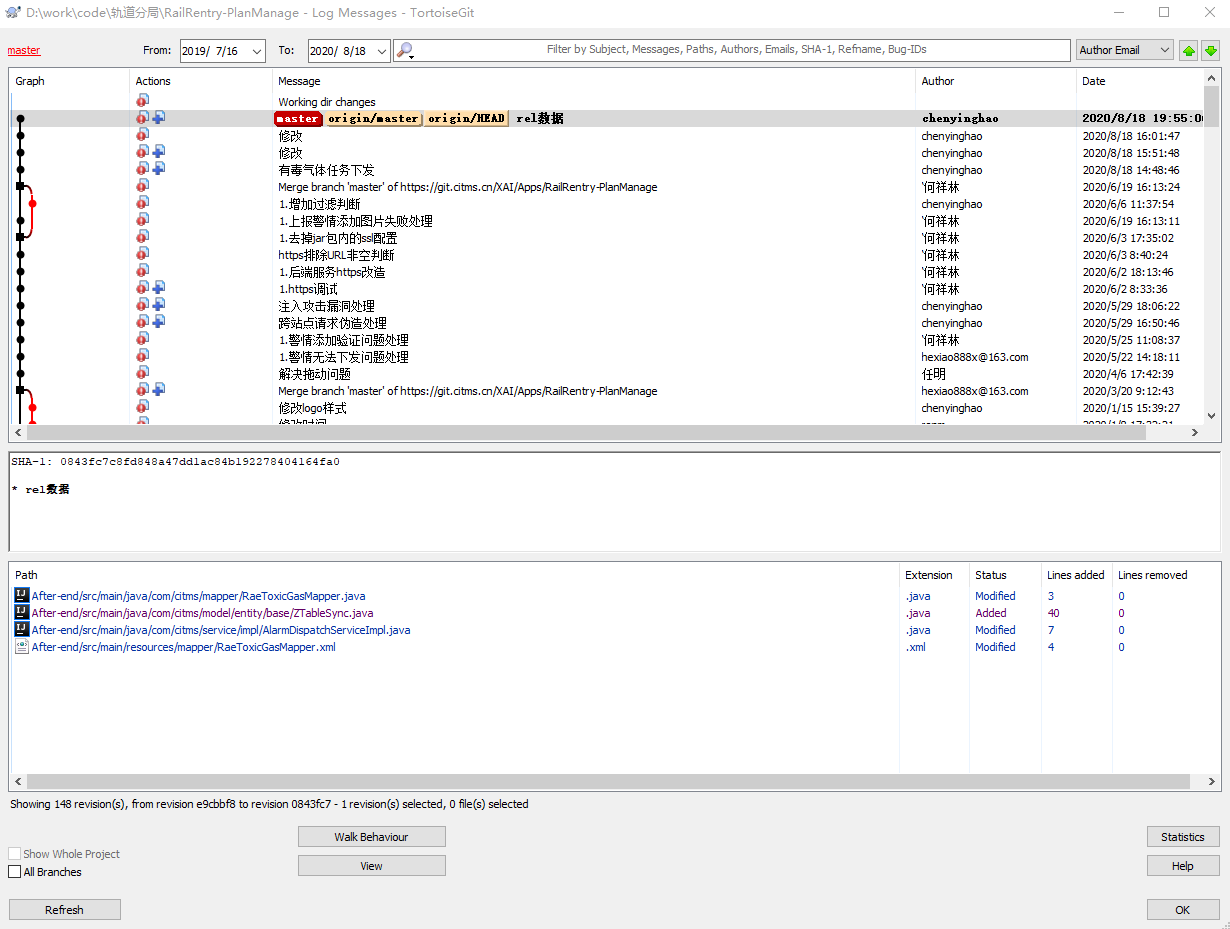 D:\work\code\轨道分局\RailRentry-PlanManage - Log Messages - TortoiseGit
master From: 2019/ 7/16 To: 2020/ 8/18 Filter by Subject, Messages, Paths, Authors, Emails, SHA-1, Refname, Bug-IDs Author Email
Graph Actions Message Author Date
Working dir changes
master origin/master origin/HEAD rel数据 chenyinghao 2020/8/18 19:55:0
修改 chenyinghao 2020/8/18 16:01:47
修改 chenyinghao 2020/8/18 15:51:48
有毒气体任务下发 chenyinghao 2020/8/18 14:48:46
Merge branch 'master' of https://git.citms.cn/XAI/Apps/RailRentry-PlanManage '何祥林 2020/6/19 16:13:24
1.增加过滤判断 chenyinghao 2020/6/6 11:37:54
1.上报警情添加图片失败处理 '何祥林 2020/6/19 16:13:11
1.去掉jar包内的ssl配置 '何祥林 2020/6/3 17:35:02
https排除URL非空判断 '何祥林 2020/6/3 8:40:24
1.后端服务https改造 '何祥林 2020/6/2 18:13:46
1.https调试 '何祥林 2020/6/2 8:33:36
注入攻击漏洞处理 chenyinghao 2020/5/29 18:06:22
跨站点请求伪造处理 chenyinghao 2020/5/29 16:50:46
1.警情添加验证问题处理 '何祥林 2020/5/25 11:08:37
1.警情无法下发问题处理 hexiao888x@163.com 2020/5/22 14:18:11
解决拖动问题 任明 2020/4/6 17:42:39
Merge branch 'master' of https://git.citms.cn/XAI/Apps/RailRentry-PlanManage hexiao888x@163.com 2020/3/20 9:12:43
修改logo样式 chenyinghao 2020/1/15 15:39:27
SHA-1: 0843fc7c8fd848a47dd1ac84b192278404164fa0
* rel数据
Path Extension Status Lines added Lines removed
After-end/src/main/java/com/citms/mapper/RaeToxicGasMapper.java .java Modified 3 0
After-end/src/main/java/com/citms/model/entity/base/ZTableSync.java .java Added 40 0
After-end/src/main/java/com/citms/service/impl/AlarmDispatchServiceImpl.java .java Modified 7 0
After-end/src/main/resources/mapper/RaeToxicGasMapper.xml .xml Modified 4 0
Showing 148 revision(s), from revision e9cbbf8 to revision 0843fc7 - 1 revision(s) selected, 0 file(s) selected
Walk Behaviour Statistics
Show Whole Project
View Help
All Branches
Refresh OK